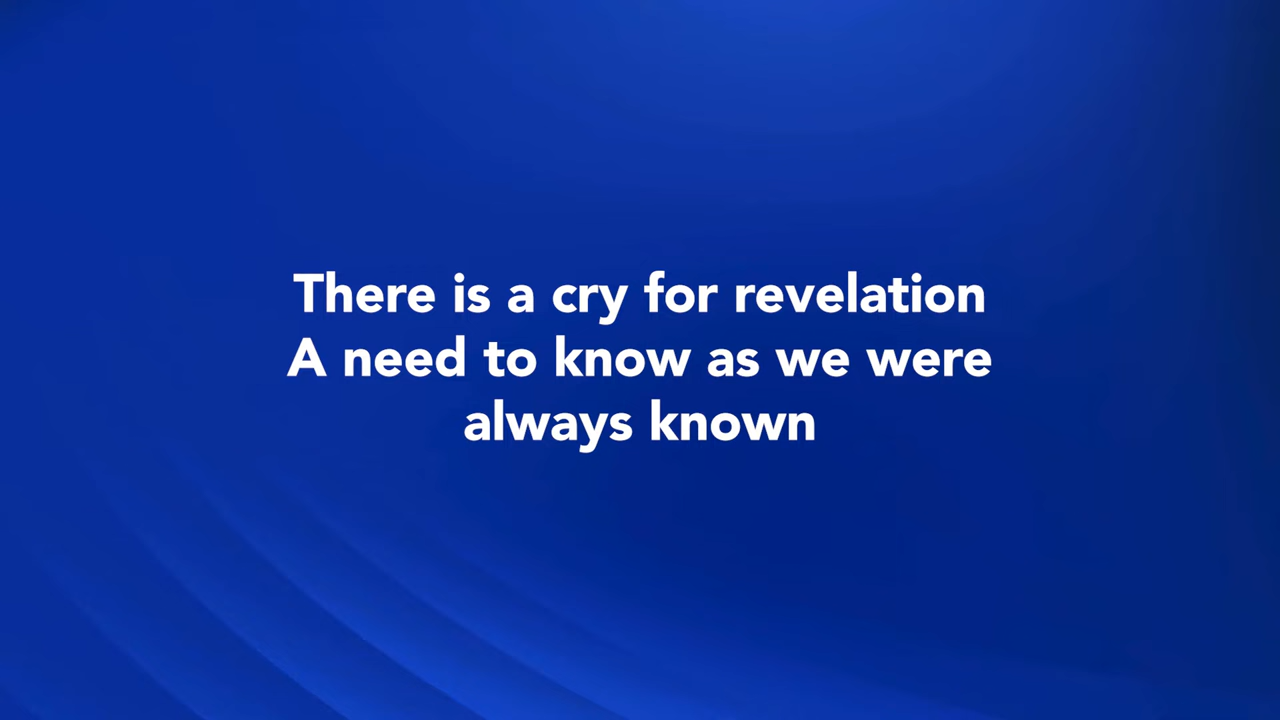 There is a cry for revelation
A need to know as we were
always known